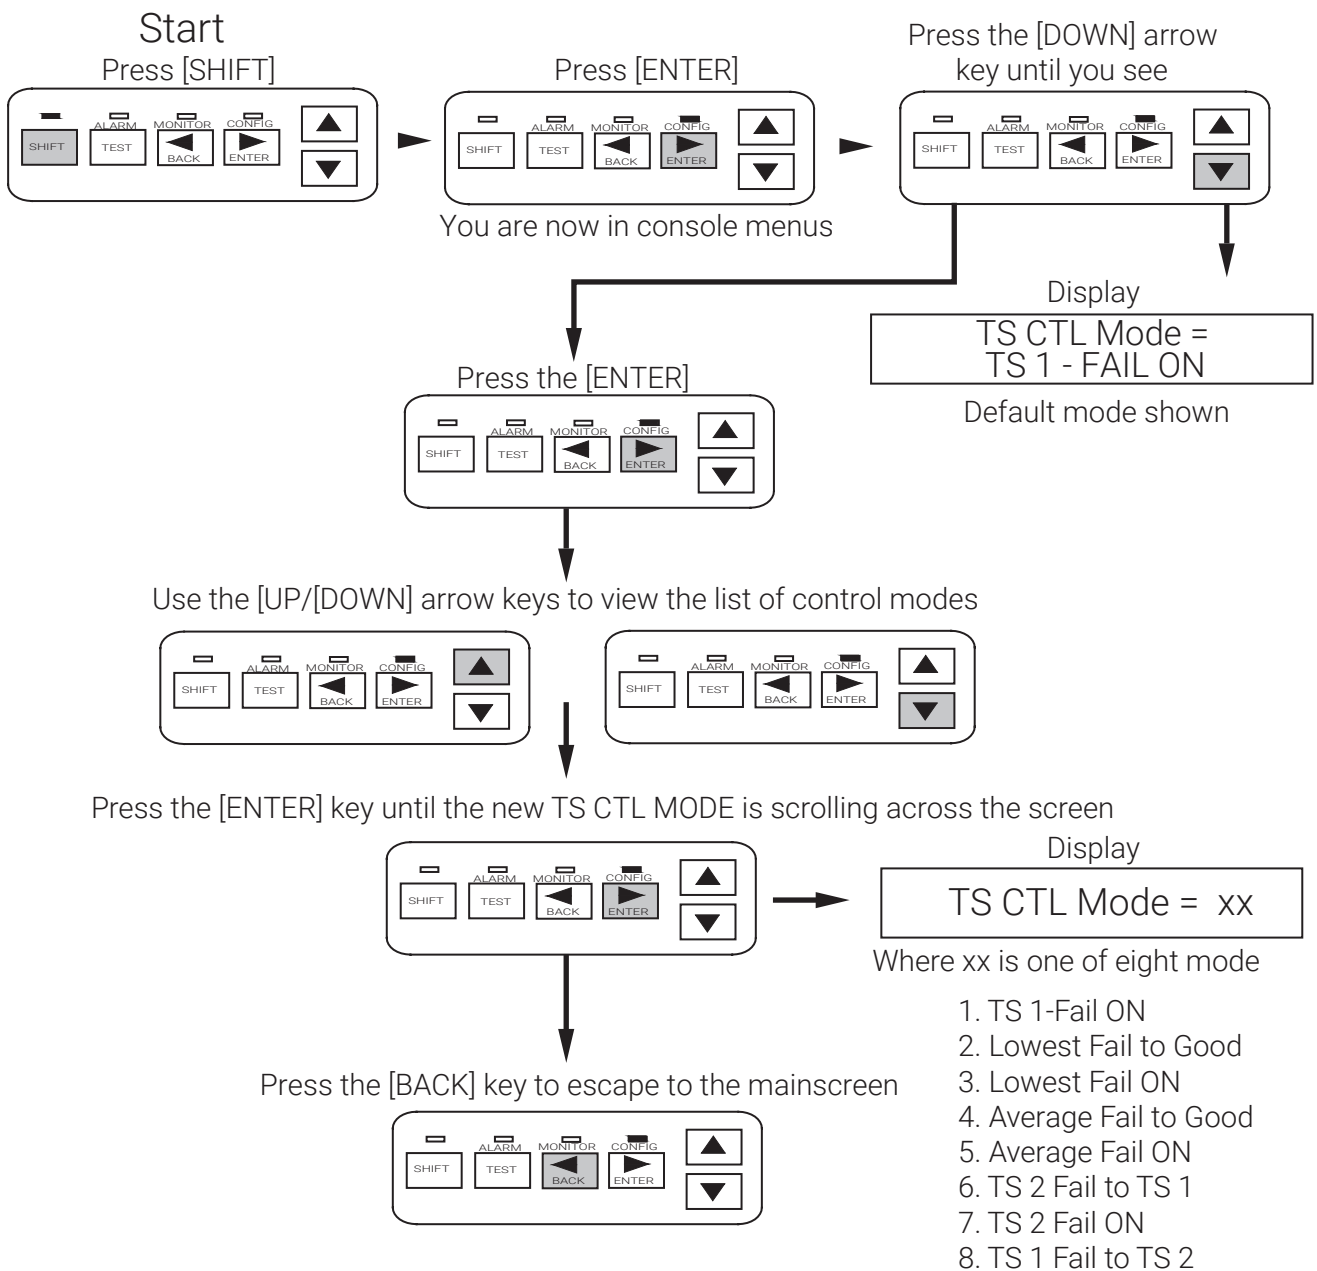 Start
Press [SHIFT]
ALARM MONITOR CONFIG
SHIFT TEST BACK ENTER
Press [ENTER]
ALARM MONITOR CONFIG
SHIFT TEST BACK ENTER
You are now in console menus
Press the [DOWN] arrow
key until you see
ALARM MONITOR CONFIG
SHIFT TEST BACK ENTER
Display
TS CTL Mode =
TS 1 - FAIL ON
Default mode shown
Press the [ENTER]
ALARM MONITOR CONFIG
SHIFT TEST BACK ENTER
Use the [UP/[DOWN] arrow keys to view the list of control modes
ALARM MONITOR CONFIG
SHIFT TEST BACK ENTER
ALARM MONITOR CONFIG
SHIFT TEST BACK ENTER
Press the [ENTER] key until the new TS CTL MODE is scrolling across the screen
ALARM MONITOR CONFIG
SHIFT TEST BACK ENTER
Display
TS CTL Mode = xx
Where xx is one of eight mode
1. TS 1-Fail ON
2. Lowest Fail to Good
3. Lowest Fail ON
4. Average Fail to Good
5. Average Fail ON
6. TS 2 Fail to TS 1
7. TS 2 Fail ON
8. TS 1 Fail to TS 2
Press the [BACK] key to escape to the mainscreen
ALARM MONITOR CONFIG
SHIFT TEST BACK ENTER